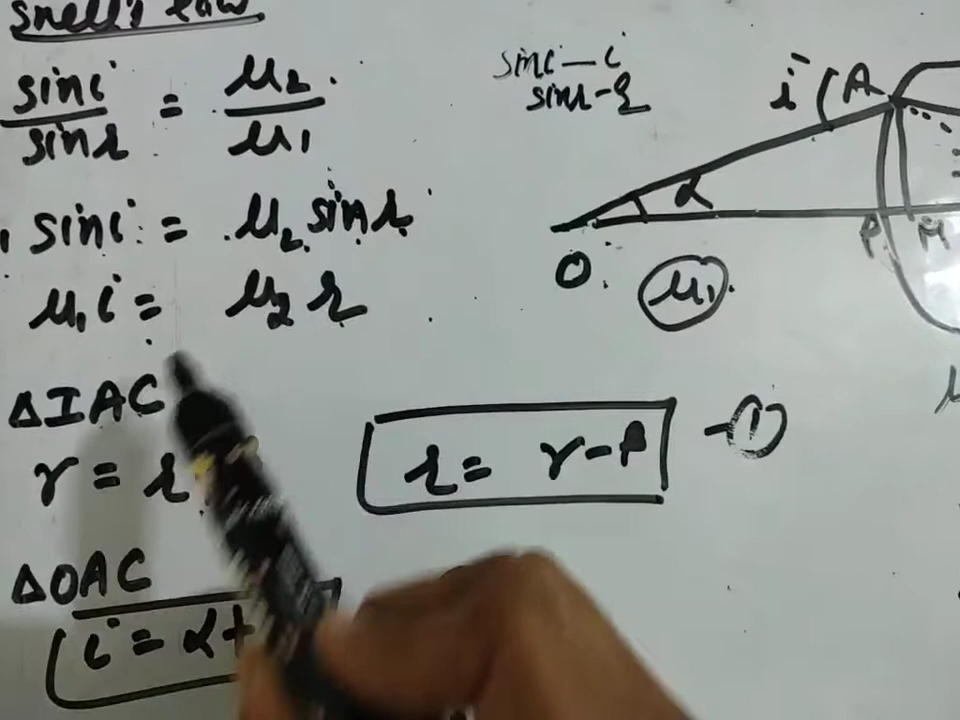 Snell's Law
sin i / sin r = μ2 / μ1
sin i — i
sin r - r
i (A
α
sin i = μ2 sin r
P M
O
μ1
μ1 i = μ2 r
ΔIAC
r = γ - β -①
γ = r
ΔOAC
i = α +